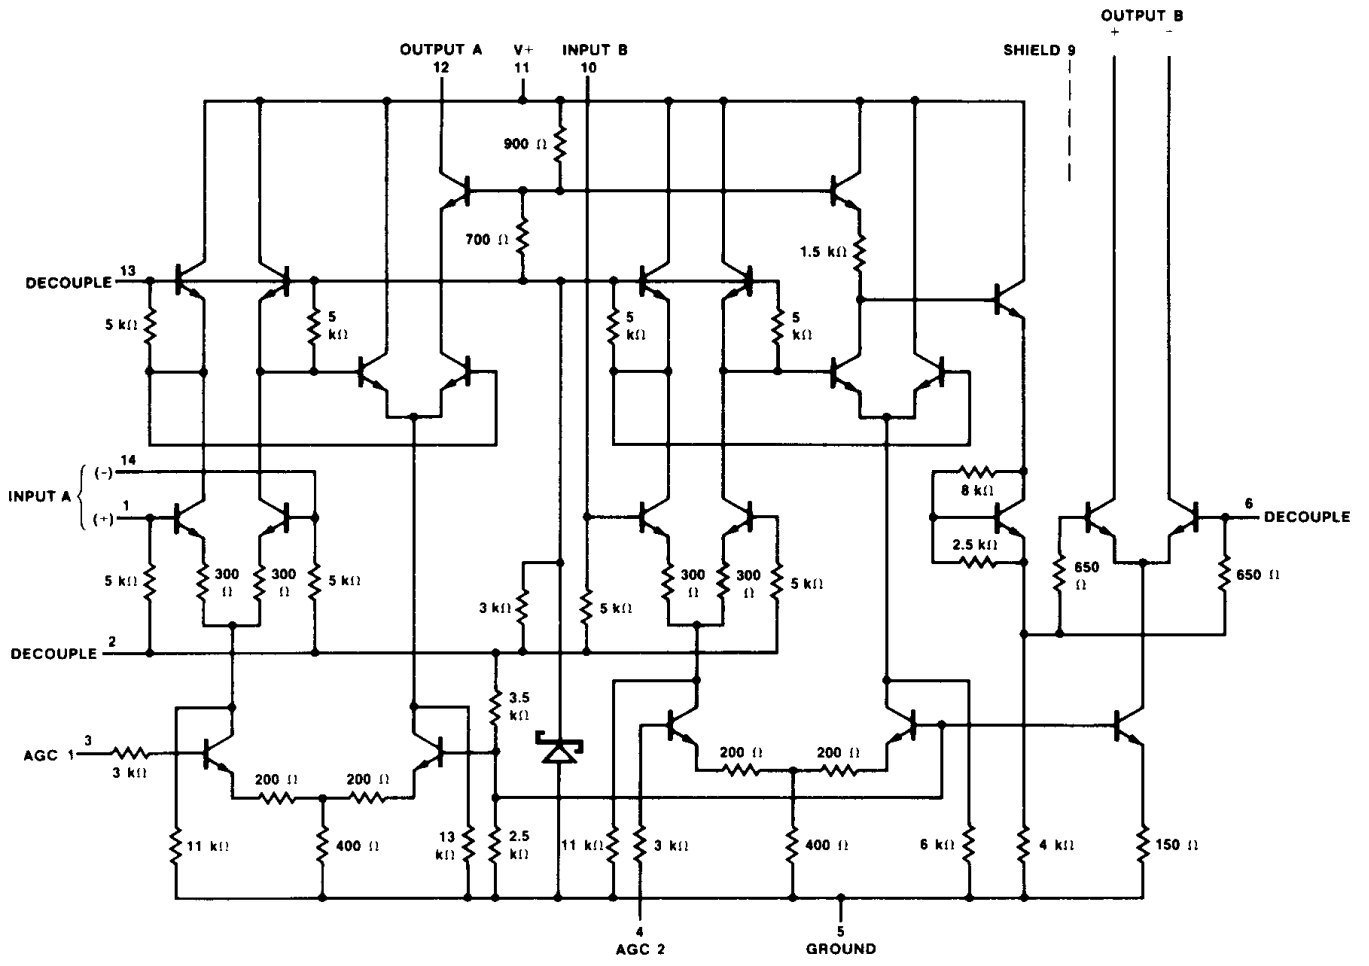 OUTPUT B
+ -
OUTPUT A V+ INPUT B SHIELD 9
12 11 10
900 Ω
700 Ω
1.5 kΩ
DECOUPLE 13
5 kΩ
5
kΩ
5
kΩ
5
kΩ
14
(-)
INPUT A
1
(+)
8 kΩ
6
DECOUPLE
2.5 kΩ
5 kΩ
300
Ω
300
Ω
5 kΩ
3 kΩ
5 kΩ
300
Ω
300
Ω
5 kΩ
650
Ω
650 Ω
DECOUPLE 2
3.5
kΩ
AGC 1 3
3 kΩ
200 Ω
200 Ω
200 Ω
200 Ω
11 kΩ
400 Ω
13
kΩ
2.5
kΩ
11 kΩ
3 kΩ
400 Ω
6 kΩ
4 kΩ
150 Ω
4
AGC 2
5
GROUND